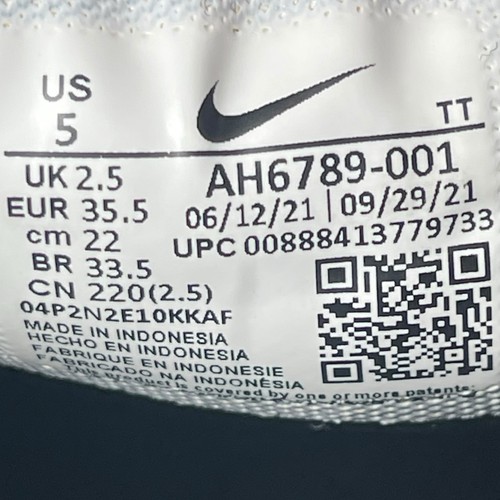 US
5
TT
UK 2.5
EUR 35.5
cm 22
BR 33.5
CN 220(2.5)
AH6789-001
06/12/21 | 09/29/21
UPC 00888413779733
04P2N2E10KKAF
MADE IN INDONESIA
HECHO EN INDONESIA
FABRIQUE EN INDONESIE
FABRICADO NA INDONÉSIA
This product is covered by one or more patents: